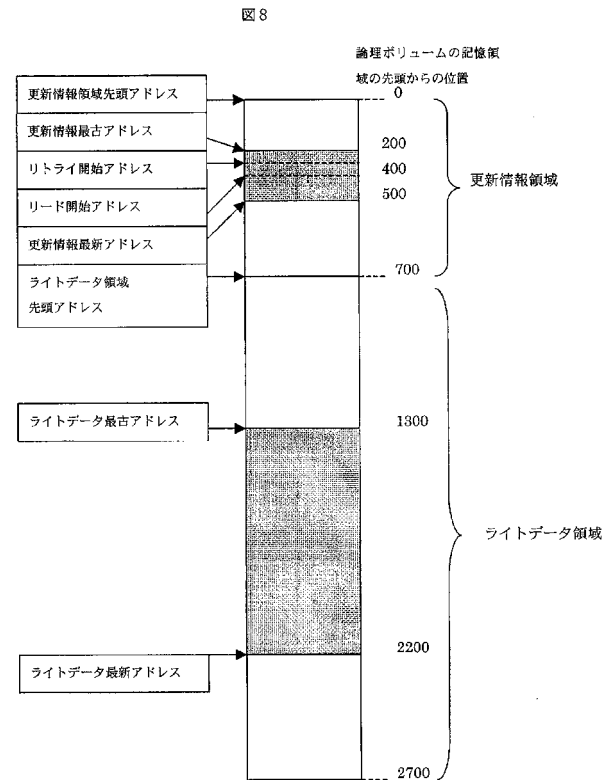 図8
論理ボリュームの記憶領
域の先頭からの位置
0
更新情報領域先頭アドレス
更新情報最古アドレス
200
リトライ開始アドレス
400
更新情報領域
リード開始アドレス
500
更新情報最新アドレス
700
ライトデータ領域
先頭アドレス
ライトデータ最古アドレス
1300
ライトデータ領域
2200
ライトデータ最新アドレス
2700